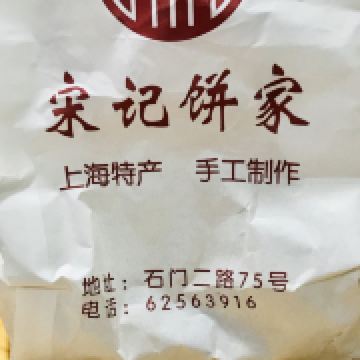 宋记饼家
上海特产 手工制作
地址：石门二路75号
电话：62563916